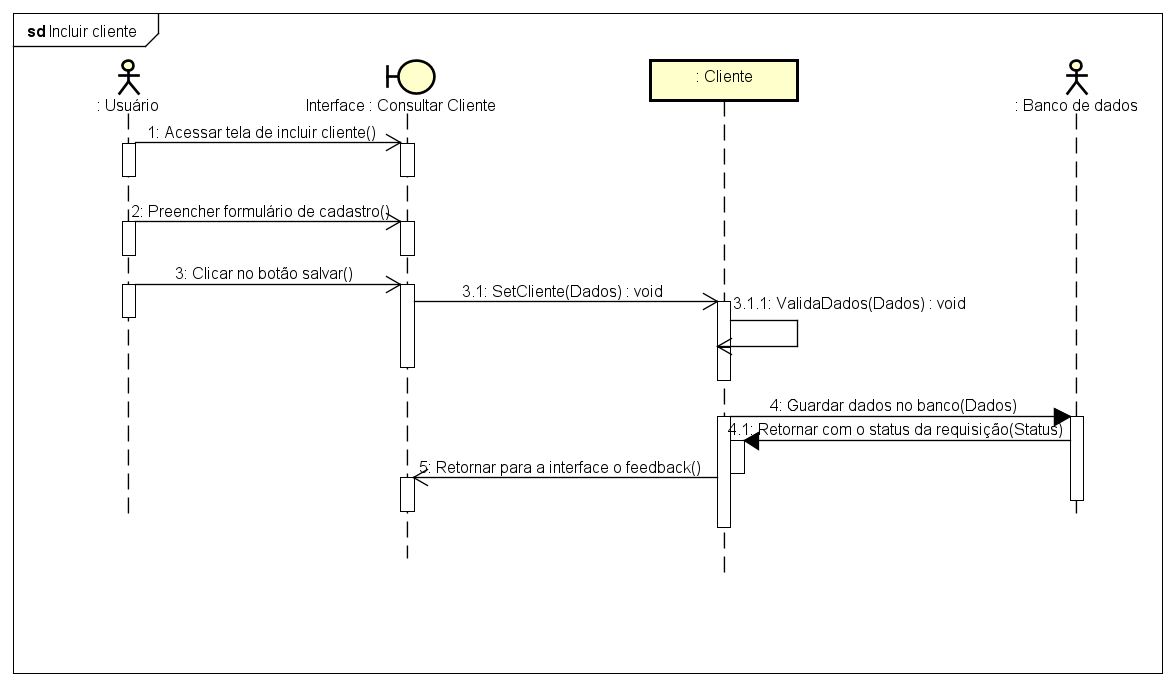 sd Incluir cliente
: Usuário
Interface : Consultar Cliente
: Cliente
: Banco de dados
1: Acessar tela de incluir cliente()
2: Preencher formulário de cadastro()
3: Clicar no botão salvar()
3.1: SetCliente(Dados) : void
3.1.1: ValidaDados(Dados) : void
4: Guardar dados no banco(Dados)
4.1: Retornar com o status da requisição(Status)
5: Retornar para a interface o feedback()